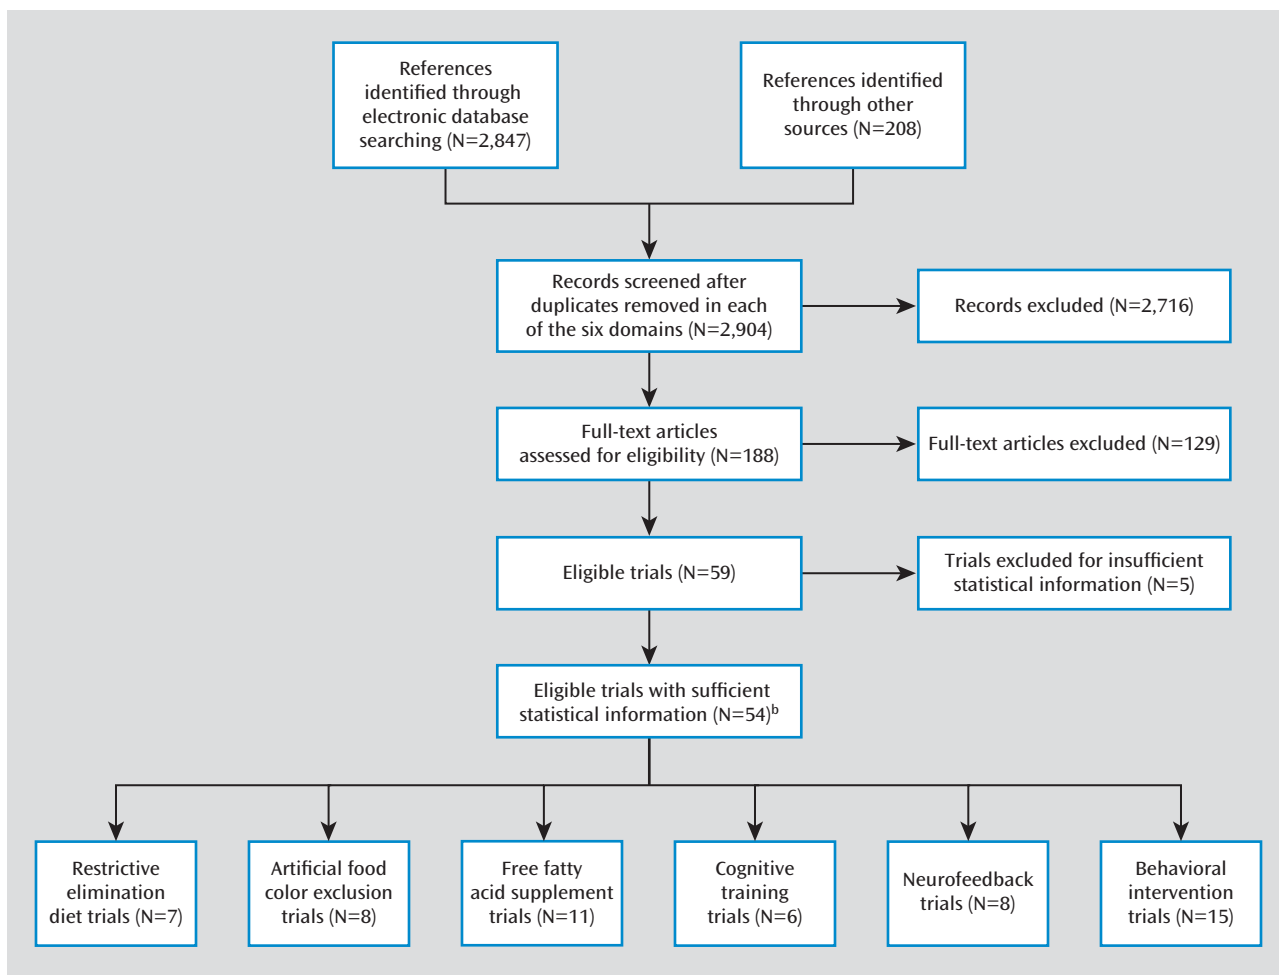 References
identified through
electronic database
searching (N=2,847)
References identified
through other
sources (N=208)
Records screened after
duplicates removed in each
of the six domains (N=2,904)
Records excluded (N=2,716)
Full-text articles
assessed for eligibility (N=188)
Full-text articles excluded (N=129)
Eligible trials (N=59)
Trials excluded for insufficient
statistical information (N=5)
Eligible trials with sufficient
statistical information (N=54)ᵇ
Restrictive
elimination
diet trials (N=7)
Artificial food
color exclusion
trials (N=8)
Free fatty
acid supplement
trials (N=11)
Cognitive
training
trials (N=6)
Neurofeedback
trials (N=8)
Behavioral
intervention
trials (N=15)